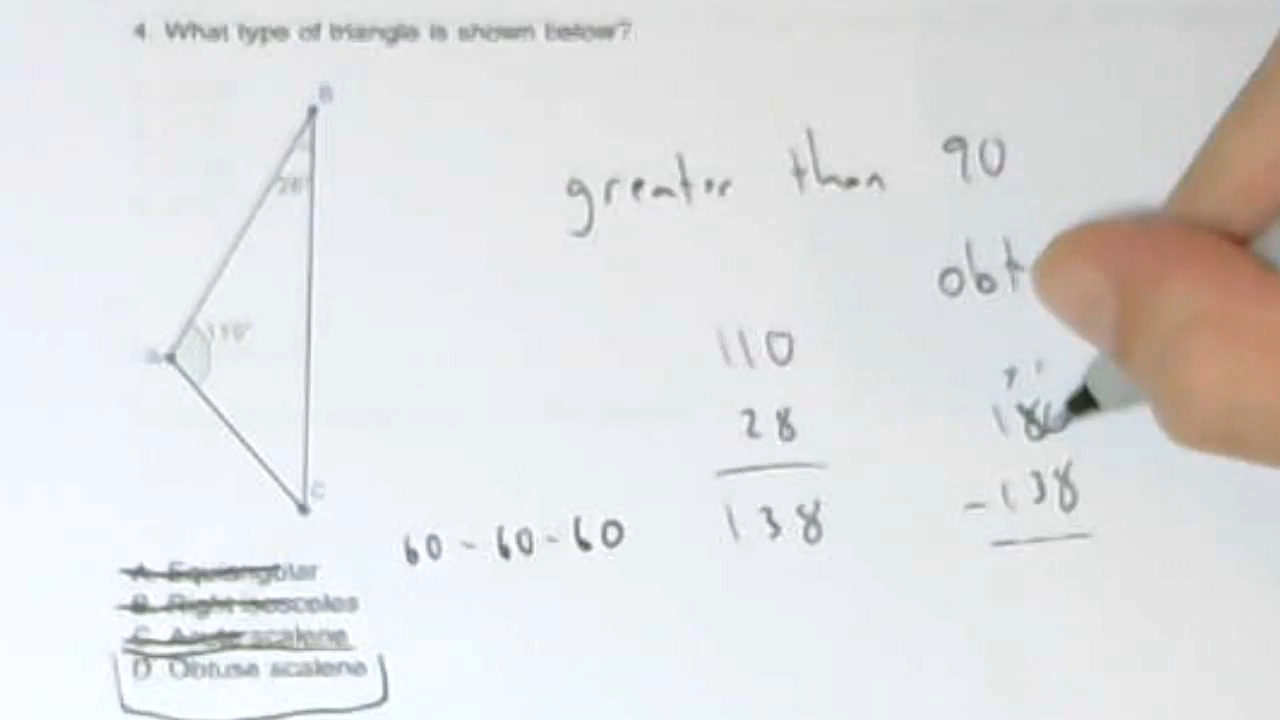 4. What type of triangle is shown below?
B
greater than 90
28°
obt
110°
110
A
28
180
-138
C
138
60 - 60 - 60
A. Equiangular
B. Right isosceles
C. Acute scalene
D. Obtuse scalene